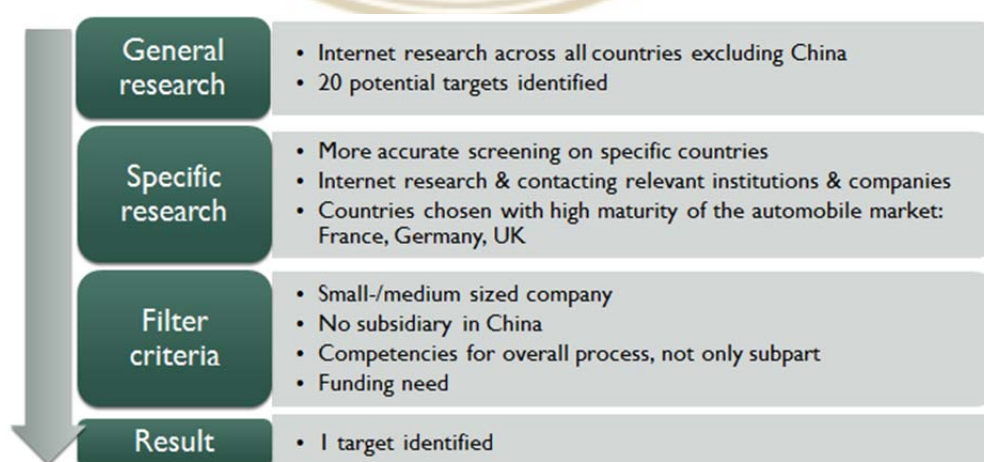 General
research
• Internet research across all countries excluding China
• 20 potential targets identified
Specific
research
• More accurate screening on specific countries
• Internet research & contacting relevant institutions & companies
• Countries chosen with high maturity of the automobile market:
France, Germany, UK
Filter
criteria
• Small-/medium sized company
• No subsidiary in China
• Competencies for overall process, not only subpart
• Funding need
Result
• 1 target identified